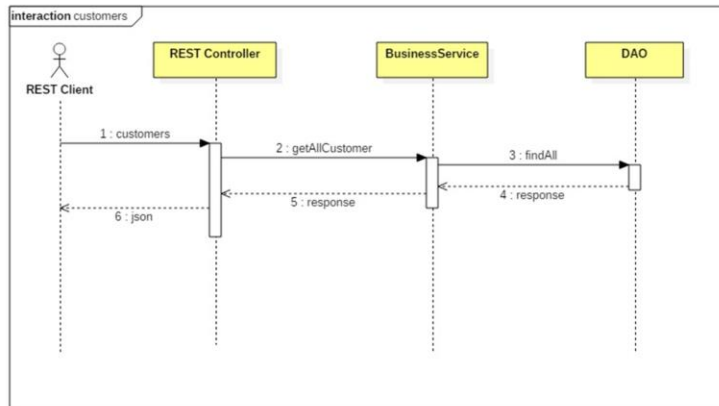 interaction customers
REST Client
REST Controller
BusinessService
DAO
1 : customers
2 : getAllCustomer
3 : findAll
4 : response
5 : response
6 : json